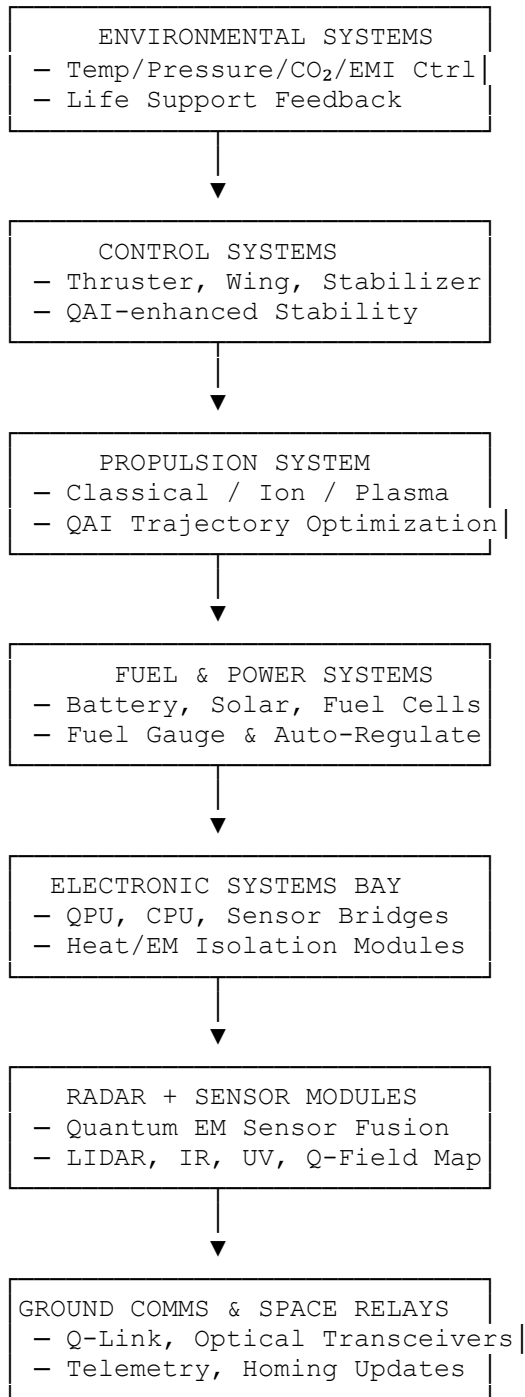 ENVIRONMENTAL SYSTEMS
– Temp/Pressure/CO₂/EMI Ctrl
– Life Support Feedback
CONTROL SYSTEMS
– Thruster, Wing, Stabilizer
– QAI-enhanced Stability
PROPULSION SYSTEM
– Classical / Ion / Plasma
– QAI Trajectory Optimization
FUEL & POWER SYSTEMS
– Battery, Solar, Fuel Cells
– Fuel Gauge & Auto-Regulate
ELECTRONIC SYSTEMS BAY
– QPU, CPU, Sensor Bridges
– Heat/EM Isolation Modules
RADAR + SENSOR MODULES
– Quantum EM Sensor Fusion
– LIDAR, IR, UV, Q-Field Map
GROUND COMMS & SPACE RELAYS
– Q-Link, Optical Transceivers
– Telemetry, Homing Updates